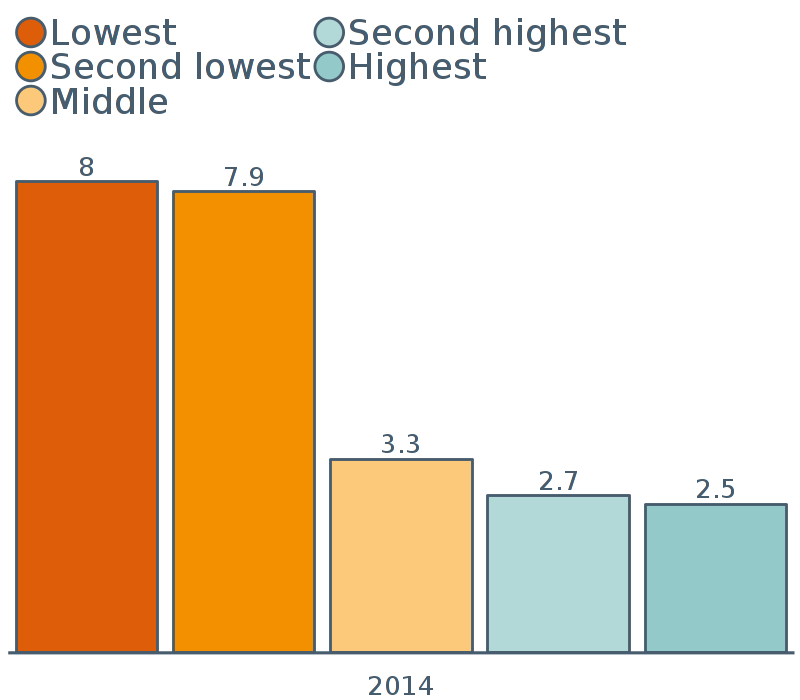 Lowest
Second lowest
Middle
Second highest
Highest
8
7.9
3.3
2.7
2.5
2014